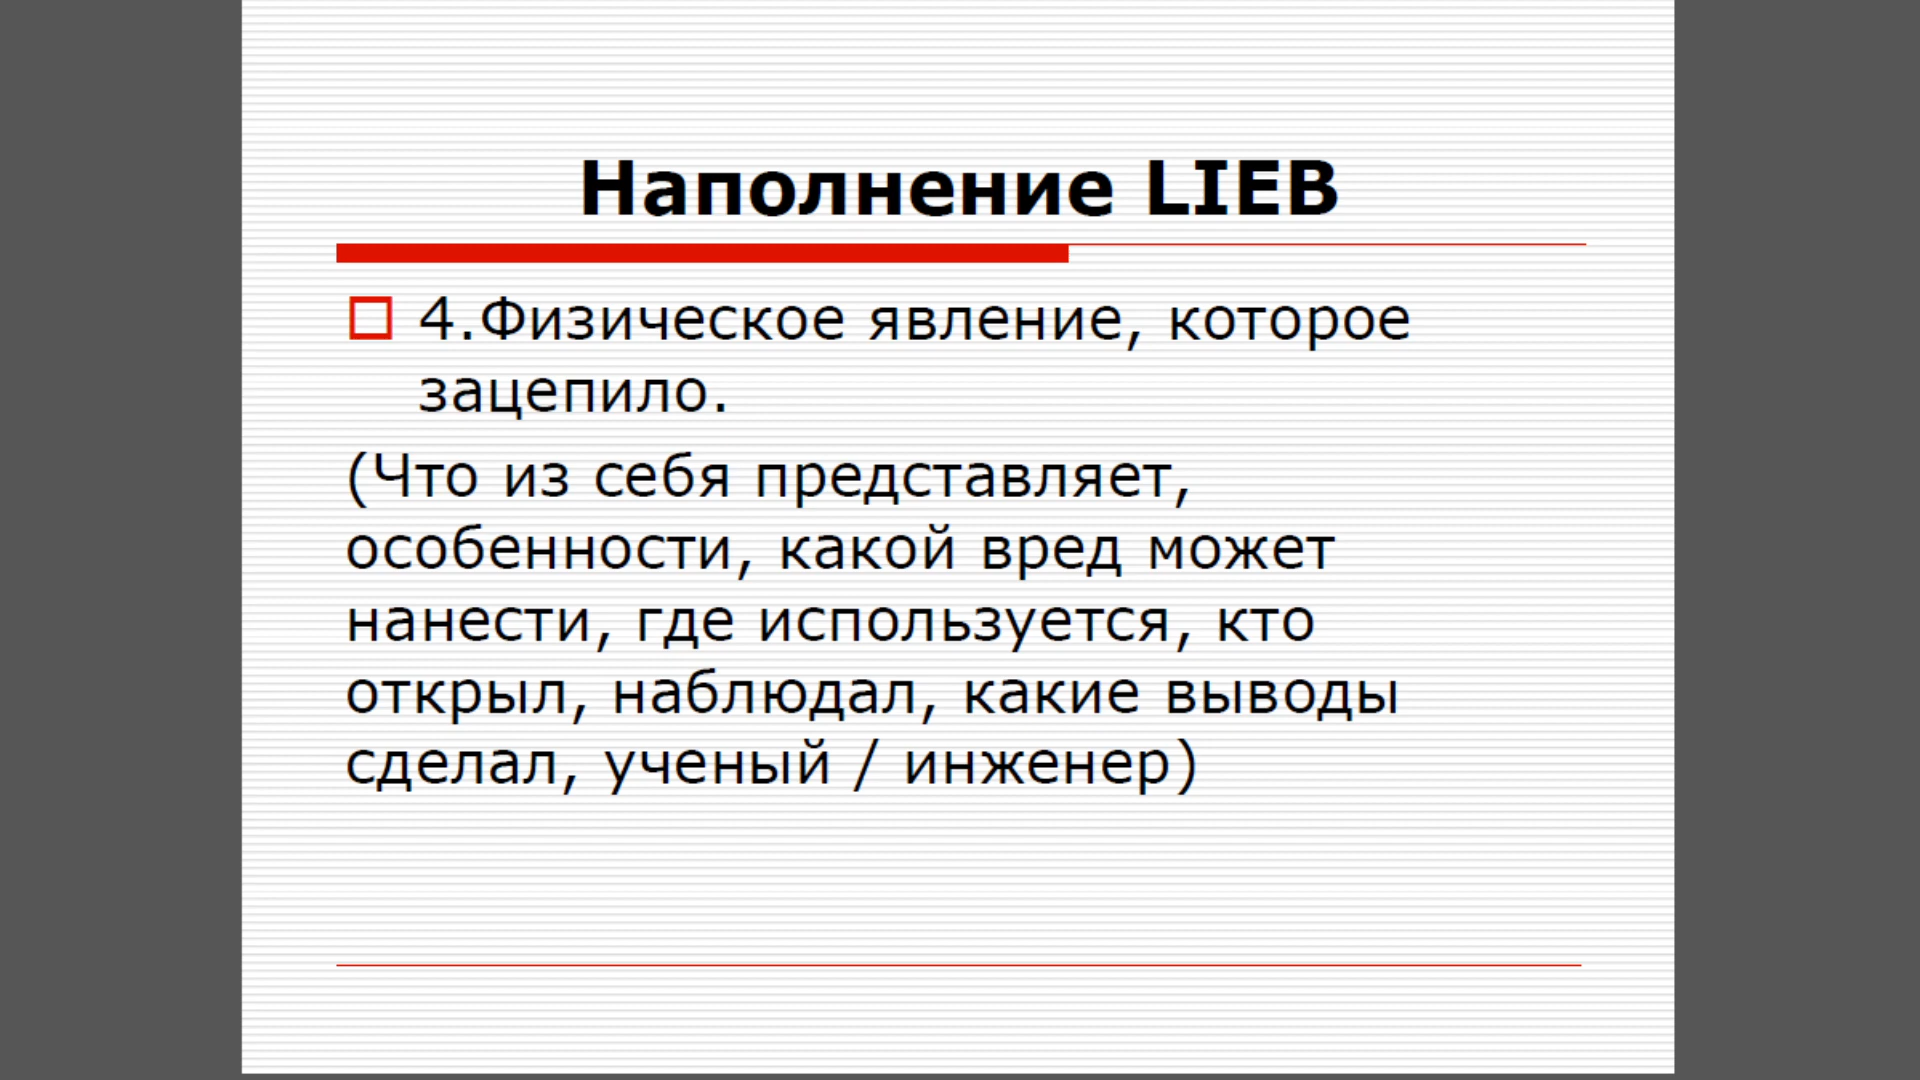 Наполнение LIEB
4.Физическое явление, которое
зацепило.
(Что из себя представляет,
особенности, какой вред может
нанести, где используется, кто
открыл, наблюдал, какие выводы
сделал, ученый / инженер)